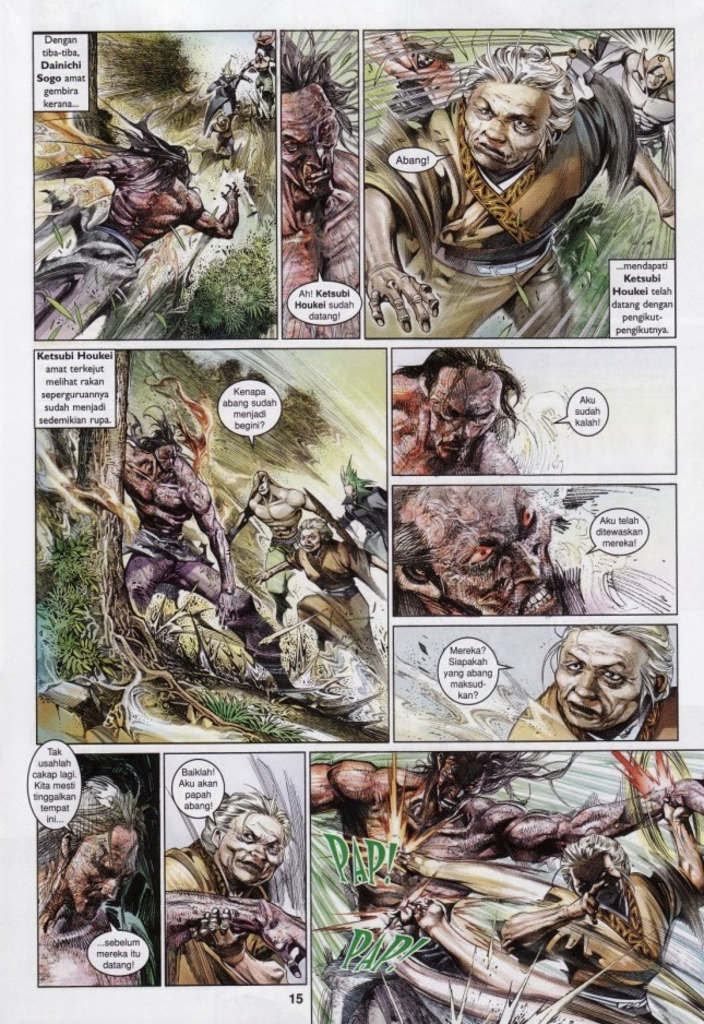 Dengan
tiba-tiba,
Dainichi
Sogo amat
gembira
kerana...
Ah! Ketsubi
Houkei sudah
datang!
Abang!
...mendapati
Ketsubi
Houkei telah
datang dengan
pengikut-
pengikutnya.
Ketsubi Houkei
amat terkejut
melihat rakan
seperguruannya
sudah menjadi
sedemikian rupa.
Kenapa
abang sudah
menjadi
begini?
Aku
sudah
kalah!
Aku telah
ditewaskan
mereka!
Mereka?
Siapakah
yang abang
maksud-
kan?
Tak
usahlah
cakap lagi.
Kita mesti
tinggalkan
tempat
ini...
...sebelum
mereka itu
datang!
Baiklah!
Aku akan
papah
abang!
PAP!
PAP!
15